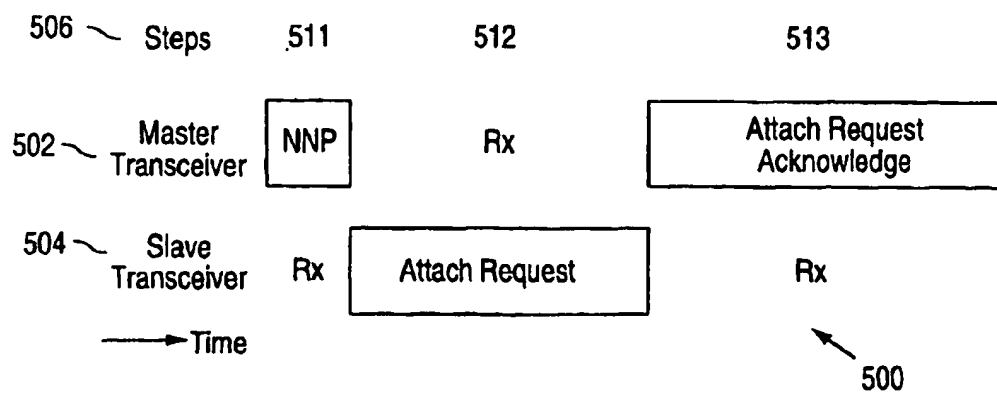 506 Steps 511 512 513
502 Master Transceiver NNP Rx Attach Request Acknowledge
504 Slave Transceiver Rx Attach Request Rx
Time
500